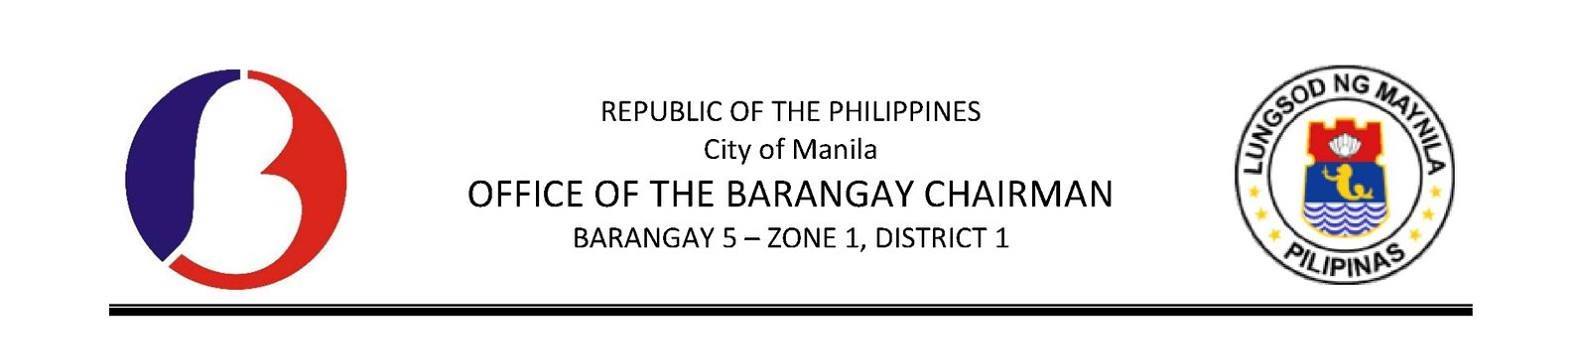 REPUBLIC OF THE PHILIPPINES
City of Manila
OFFICE OF THE BARANGAY CHAIRMAN
BARANGAY 5 – ZONE 1, DISTRICT 1
LUNGSOD NG MAYNILA
PILIPINAS